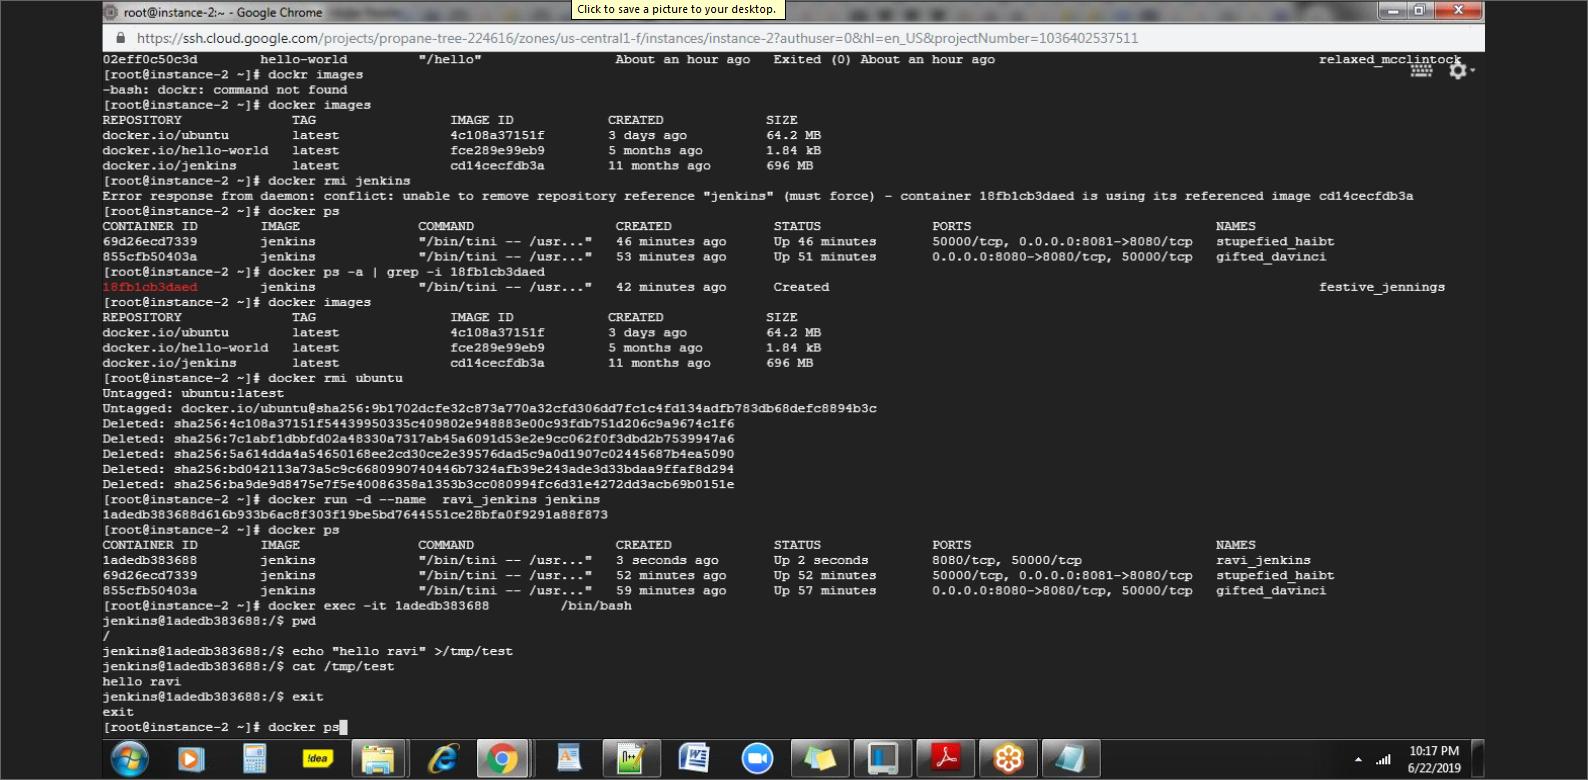 Click to save a picture to your desktop.
root@instance-2:~ - Google Chrome
https://ssh.cloud.google.com/projects/propane-tree-224616/zones/us-central1-f/instances/instance-2?authuser=0&hl=en_US&projectNumber=1036402537511
02eff0c50c3d hello-world "/hello" About an hour ago Exited (0) About an hour ago relaxed_mcclintock
[root@instance-2 ~]# dockr images
-bash: dockr: command not found
[root@instance-2 ~]# docker images
REPOSITORY TAG IMAGE ID CREATED SIZE
docker.io/ubuntu latest 4c108a37151f 3 days ago 64.2 MB
docker.io/hello-world latest fce289e99eb9 5 months ago 1.84 kB
docker.io/jenkins latest cd14cecfdb3a 11 months ago 696 MB
[root@instance-2 ~]# docker rmi jenkins
Error response from daemon: conflict: unable to remove repository reference "jenkins" (must force) - container 18fb1cb3daed is using its referenced image cd14cecfdb3a
[root@instance-2 ~]# docker ps
CONTAINER ID IMAGE COMMAND CREATED STATUS PORTS NAMES
69d26ecd7339 jenkins "/bin/tini -- /usr..." 46 minutes ago Up 46 minutes 50000/tcp, 0.0.0.0:8081->8080/tcp stupefied_haibt
855cfb50403a jenkins "/bin/tini -- /usr..." 53 minutes ago Up 51 minutes 0.0.0.0:8080->8080/tcp, 50000/tcp gifted_davinci
[root@instance-2 ~]# docker ps -a | grep -i 18fb1cb3daed
18fb1cb3daed jenkins "/bin/tini -- /usr..." 42 minutes ago Created festive_jennings
[root@instance-2 ~]# docker images
REPOSITORY TAG IMAGE ID CREATED SIZE
docker.io/ubuntu latest 4c108a37151f 3 days ago 64.2 MB
docker.io/hello-world latest fce289e99eb9 5 months ago 1.84 kB
docker.io/jenkins latest cd14cecfdb3a 11 months ago 696 MB
[root@instance-2 ~]# docker rmi ubuntu
Untagged: ubuntu:latest
Untagged: docker.io/ubuntu@sha256:9b1702dcfe32c873a770a32cfd306dd7fc1c4fd134adfb783db68defc8894b3c
Deleted: sha256:4c108a37151f54439950335c409802e948883e00c93fdb751d206c9a9674c1f6
Deleted: sha256:7c1abf1dbbfd02a48330a7317ab45a6091d53e2e9cc062f0f3dbd2b7539947a6
Deleted: sha256:5a614dda4a54650168ee2cd30ce2e39576dad5c9a0d1907c02445687b4ea5090
Deleted: sha256:bd042113a73a5c9c6680990740446b7324afb39e243ade3d33bdaa9ffaf8d294
Deleted: sha256:ba9de9d8475e7f5e40086358a1353b3cc080994fc6d31e4272dd3acb69b0151e
[root@instance-2 ~]# docker run -d --name  ravi_jenkins jenkins
1adedb383688d616b933b6ac8f303f19be5bd7644551ce28bfa0f9291a88f873
[root@instance-2 ~]# docker ps
CONTAINER ID IMAGE COMMAND CREATED STATUS PORTS NAMES
1adedb383688 jenkins "/bin/tini -- /usr..." 3 seconds ago Up 2 seconds 8080/tcp, 50000/tcp ravi_jenkins
69d26ecd7339 jenkins "/bin/tini -- /usr..." 52 minutes ago Up 52 minutes 50000/tcp, 0.0.0.0:8081->8080/tcp stupefied_haibt
855cfb50403a jenkins "/bin/tini -- /usr..." 59 minutes ago Up 57 minutes 0.0.0.0:8080->8080/tcp, 50000/tcp gifted_davinci
[root@instance-2 ~]# docker exec -it 1adedb383688 /bin/bash
jenkins@1adedb383688:/$ pwd
/
jenkins@1adedb383688:/$ echo "hello ravi" >/tmp/test
jenkins@1adedb383688:/$ cat /tmp/test
hello ravi
jenkins@1adedb383688:/$ exit
exit
[root@instance-2 ~]# docker ps
!dea
10:17 PM
6/22/2019